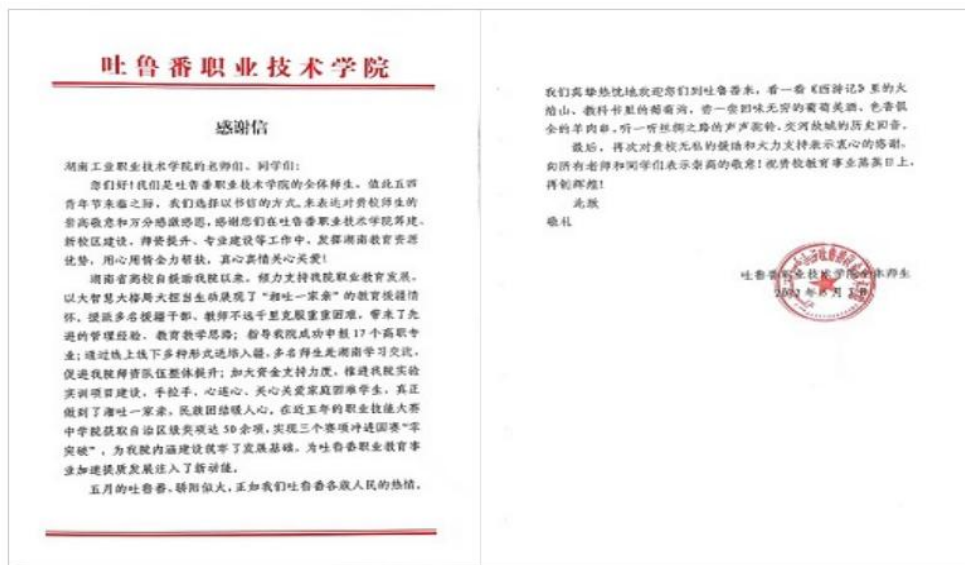 吐鲁番职业技术学院
感谢信
湖南工业职业技术学院的老师们、同学们：
您们好！我们是吐鲁番职业技术学院的全体师生。值此五四
青年节来临之际，我们选择以书信的方式，来表达对贵校师生的
崇高敬意和万分感激感恩，感谢您们在吐鲁番职业技术学院筹建、
新校区建设、师资提升、专业建设等工作中，发挥湖南教育资源
优势，用心用情全力帮扶，真心真情关心关爱！
湖南省高校自援助我院以来，倾力支持我院职业教育发展，
以大智慧大格局大担当生动展现了“湘吐一家亲”的教育援疆情
怀，援派多名援疆干部、教师不远千里克服重重困难，带来了先
进的管理经验、教育教学思路；指导我院成功申报17个高职专
业；通过线上线下多种形式送培入疆，多名师生赴湖南学习交流，
促进我院师资队伍整体提升；加大资金支持力度，推进我院实验
实训项目建设，手拉手、心连心、关心关爱家庭困难学生，真正
做到了湘吐一家亲，民族团结暖人心，在近五年的职业技能大赛
中学院获取自治区级奖项达50余项，实现三个赛项冲进国赛“零
突破”，为我院内涵建设筑牢了发展基础，为吐鲁番职业教育事
业加速提质发展注入了新动能。
五月的吐鲁番，骄阳似火，正如我们吐鲁番各族人民的热情，
我们真挚热忱地欢迎您们到吐鲁番来，看一看《西游记》里的火
焰山、教科书里的葡萄沟，尝一尝回味无穷的葡萄美酒、色香俱
全的羊肉串，听一听丝绸之路的声声驼铃、交河故城的历史回音。
最后，再次对贵校无私的援助和大力支持表示衷心的感谢，
向所有老师和同学们表示崇高的敬意！祝贵校教育事业蒸蒸日上，
再创辉煌！
此致
敬礼
吐鲁番职业技术学院全体师生